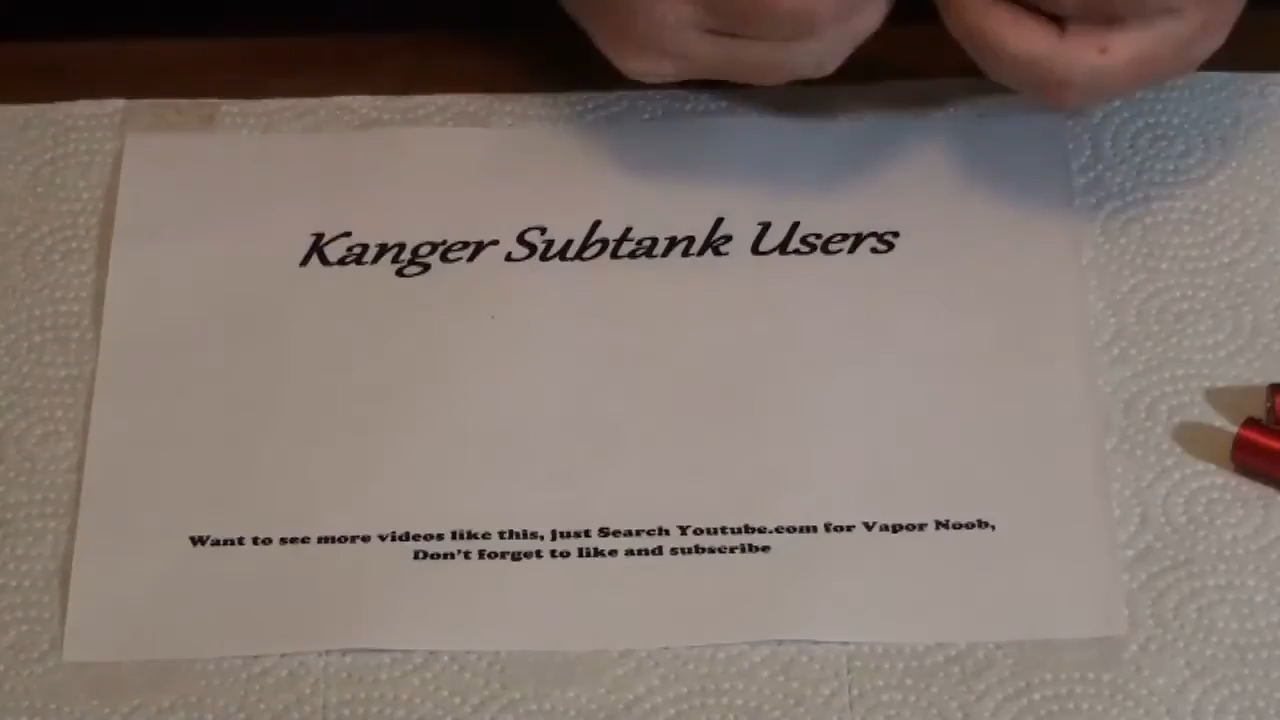 Kanger Subtank Users
Want to see more videos like this, Just Search Youtube.com for Vapor Noob,
Don't forget to like and subscribe